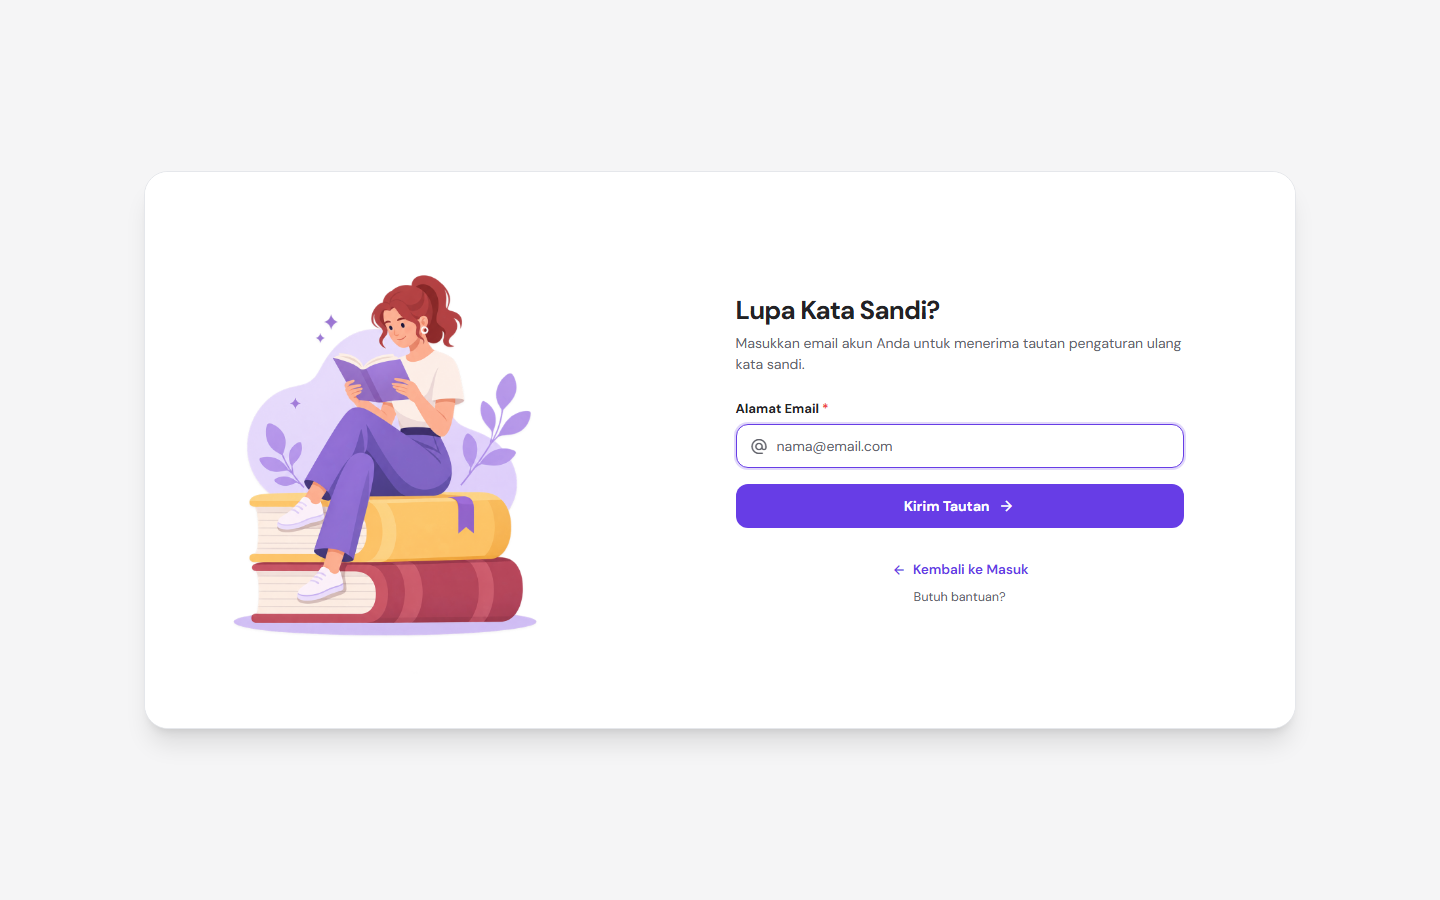 Lupa Kata Sandi?
Masukkan email akun Anda untuk menerima tautan pengaturan ulang
kata sandi.
Alamat Email *
nama@email.com
Kirim Tautan →
← Kembali ke Masuk
Butuh bantuan?